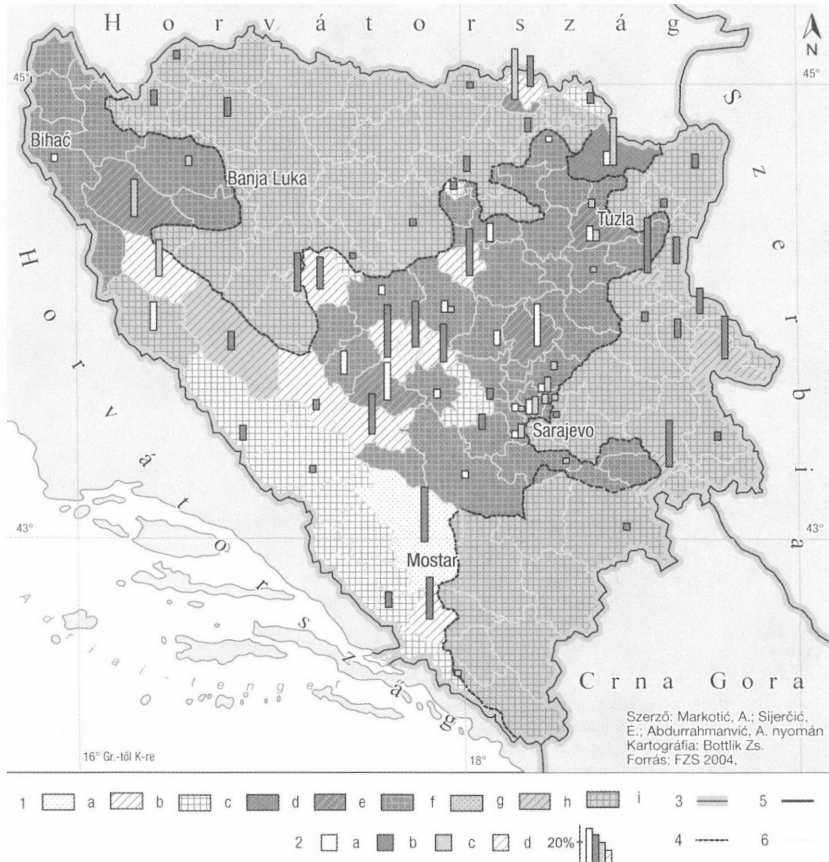 Horvátország
45°
45°
N
Szerbia
Bihać
Banja Luka
Tuzla
Horvátország
Sarajevo
43°
43°
Mostar
Adriai-tenger
Crna Gora
Szerző: Markotić, A.; Sijerčić,
E.; Abdurrahmanvić, A. nyomán
Kartográfia: Bottlik Zs.
Forrás: FZS 2004,
16° Gr.-től K-re
18°
1 a b c d e f g h i 3 5
2 a b c d 20% 4 6